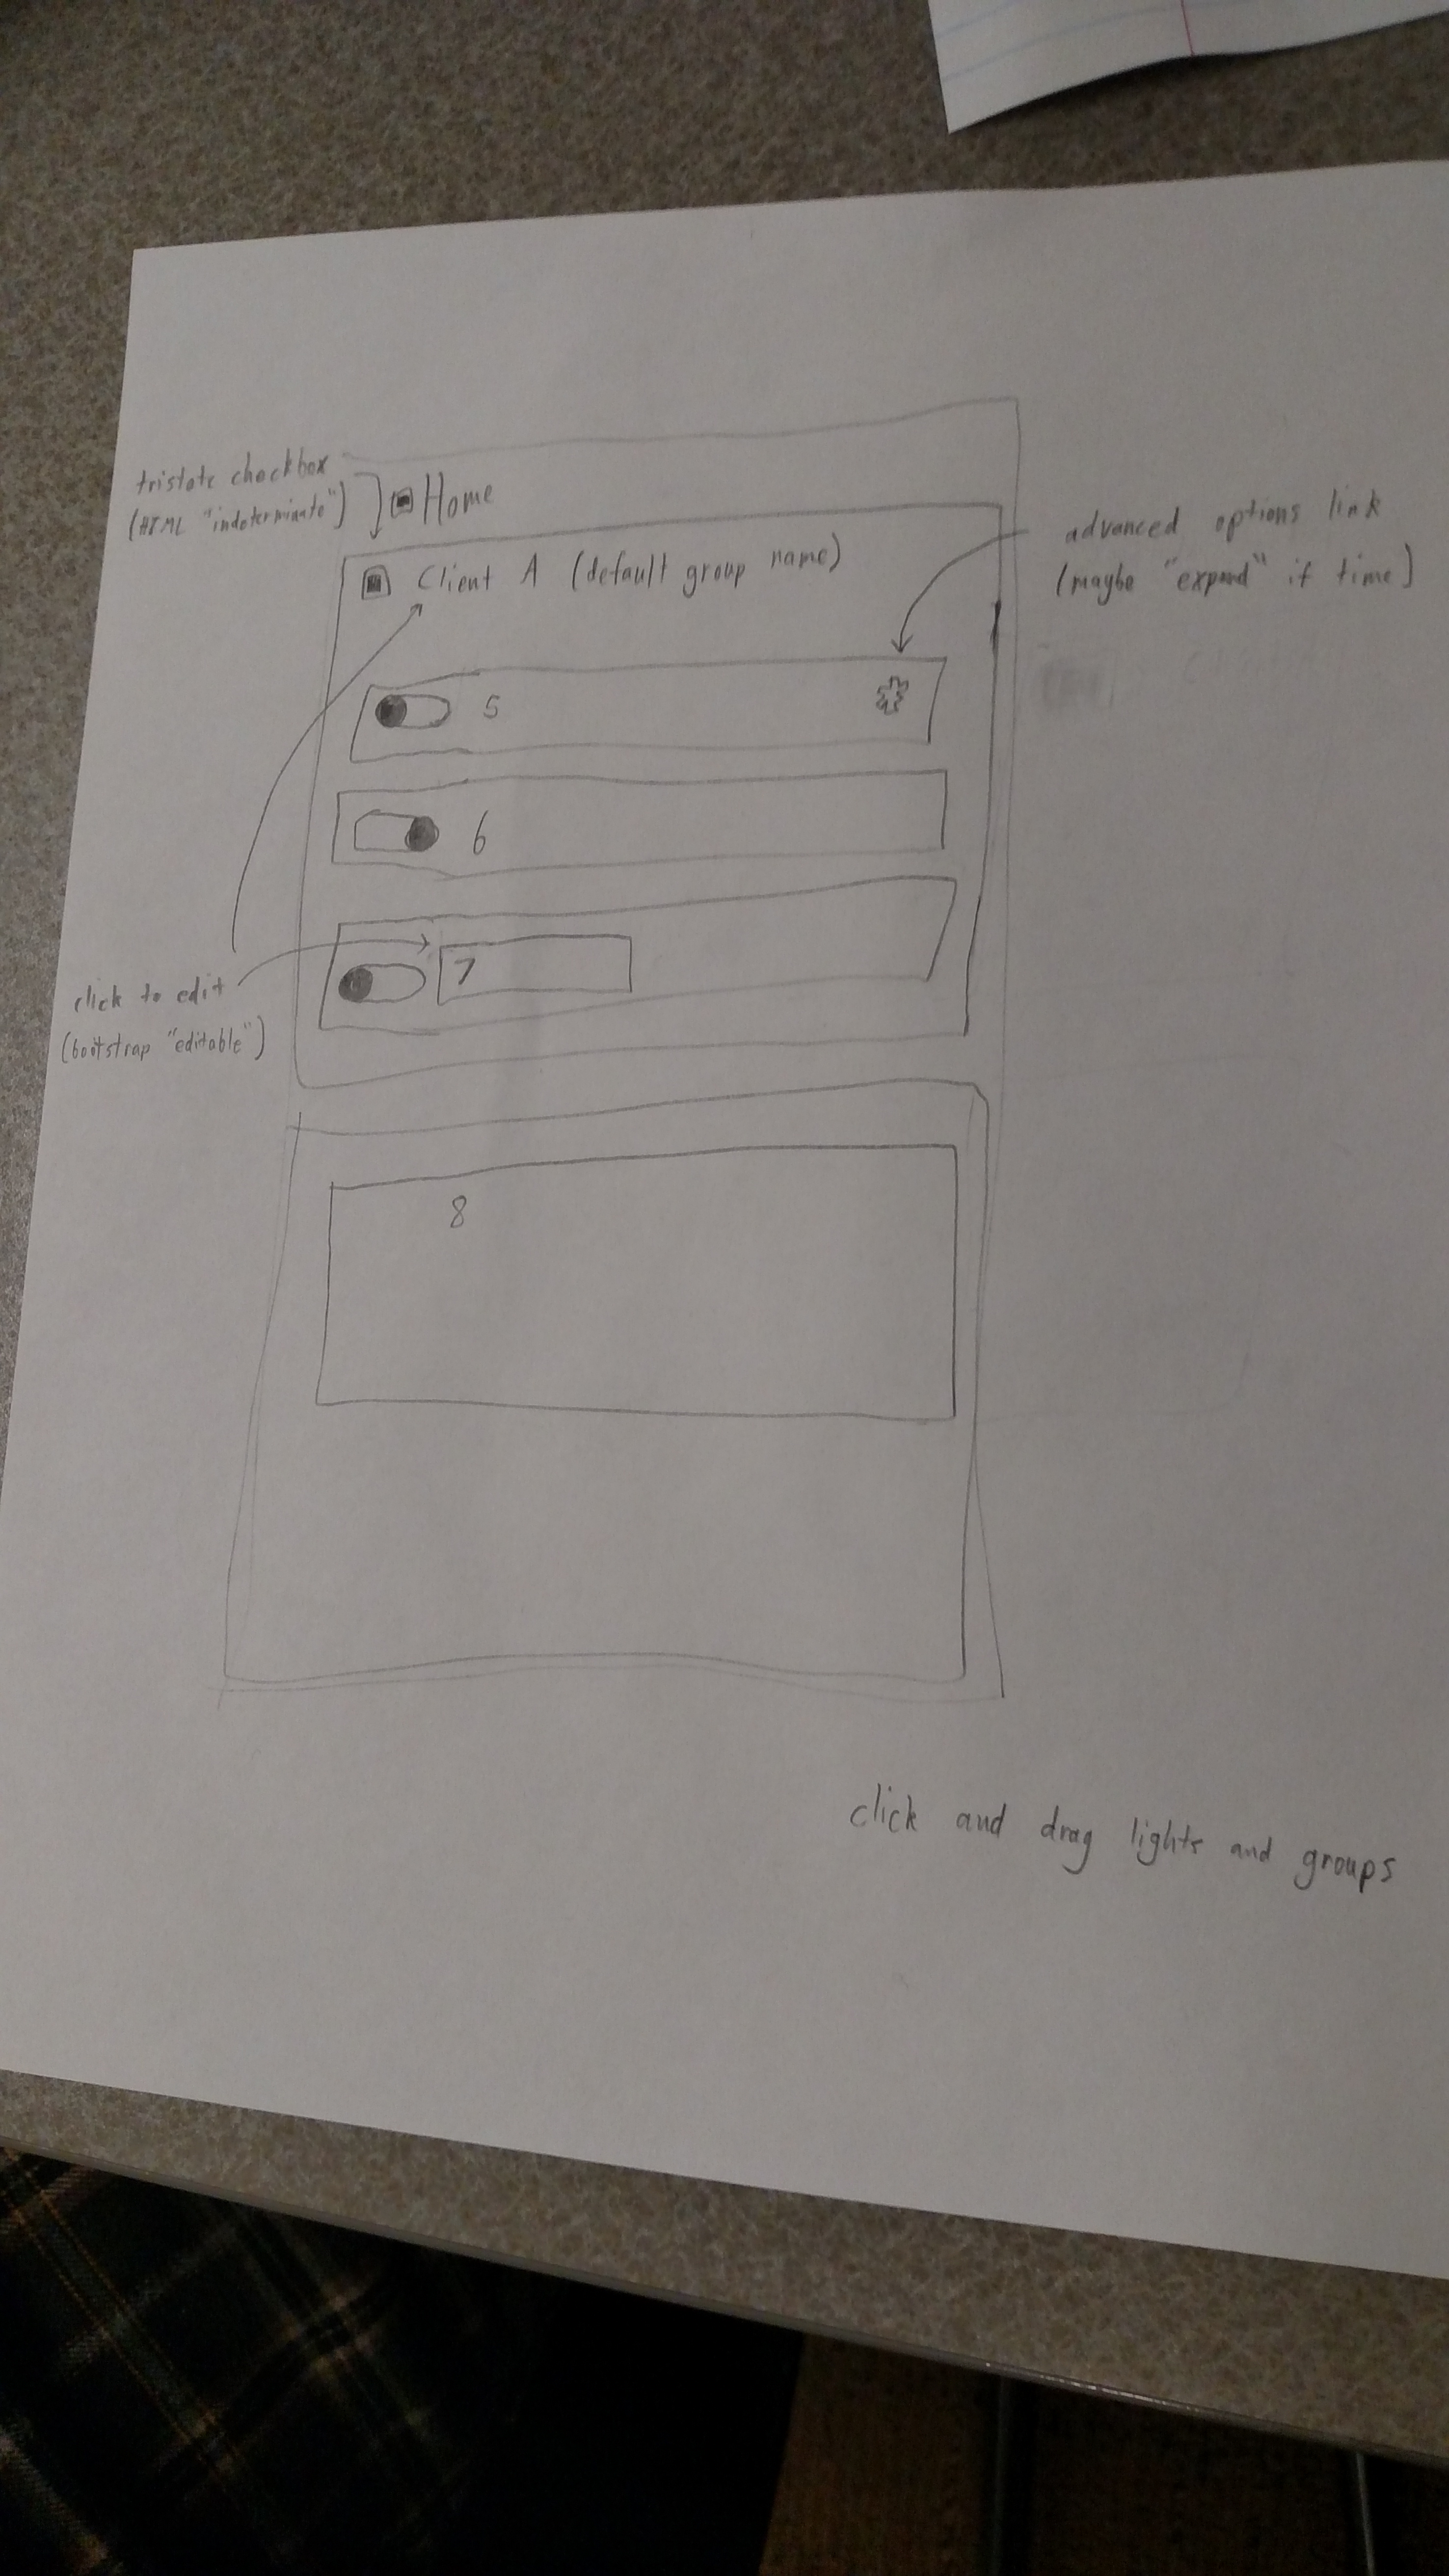 tristate checkbox
(HTML "indeterminate")
Home
Client A (default group name)
advanced options link
(maybe "expand" if time)
5
6
7
click to edit
(bootstrap "editable")
8
click and drag lights and groups